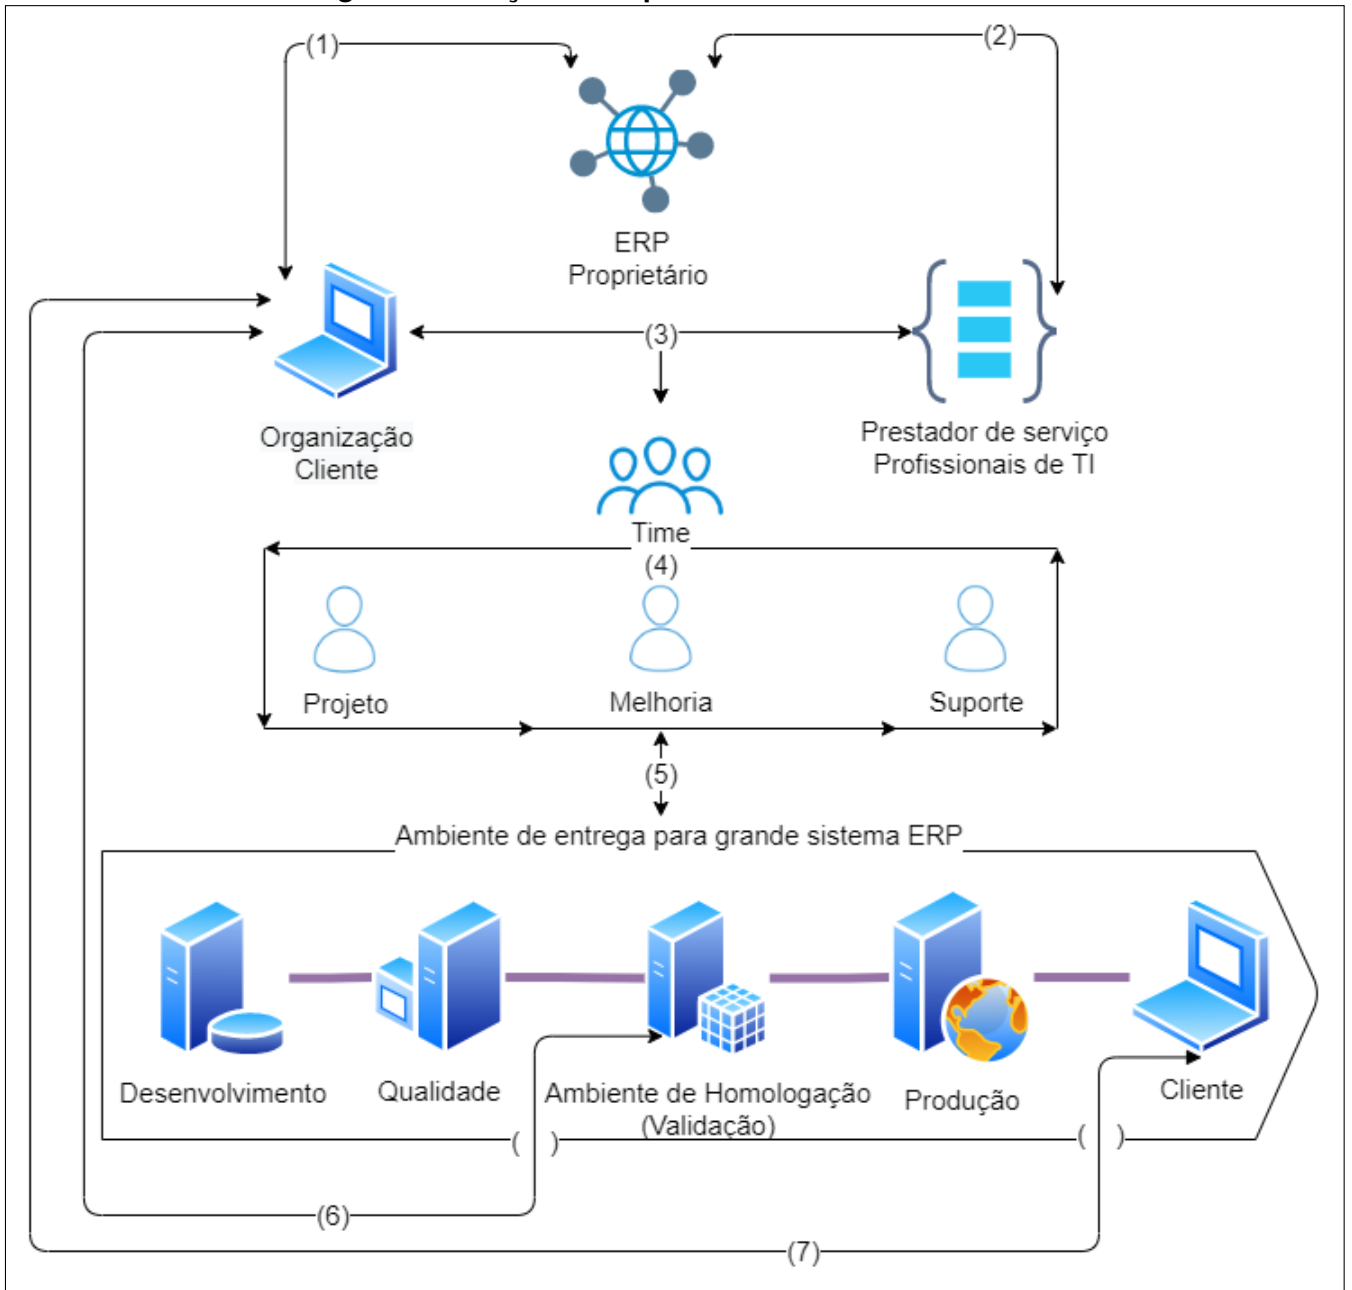 (1)
(2)
ERP
Proprietário
(3)
Organização
Cliente
Prestador de serviço
Profissionais de TI
Time
(4)
Projeto
Melhoria
Suporte
(5)
Ambiente de entrega para grande sistema ERP
Desenvolvimento
Qualidade
Ambiente de Homologação
(Validação)
Produção
Cliente
( )
( )
(6)
(7)